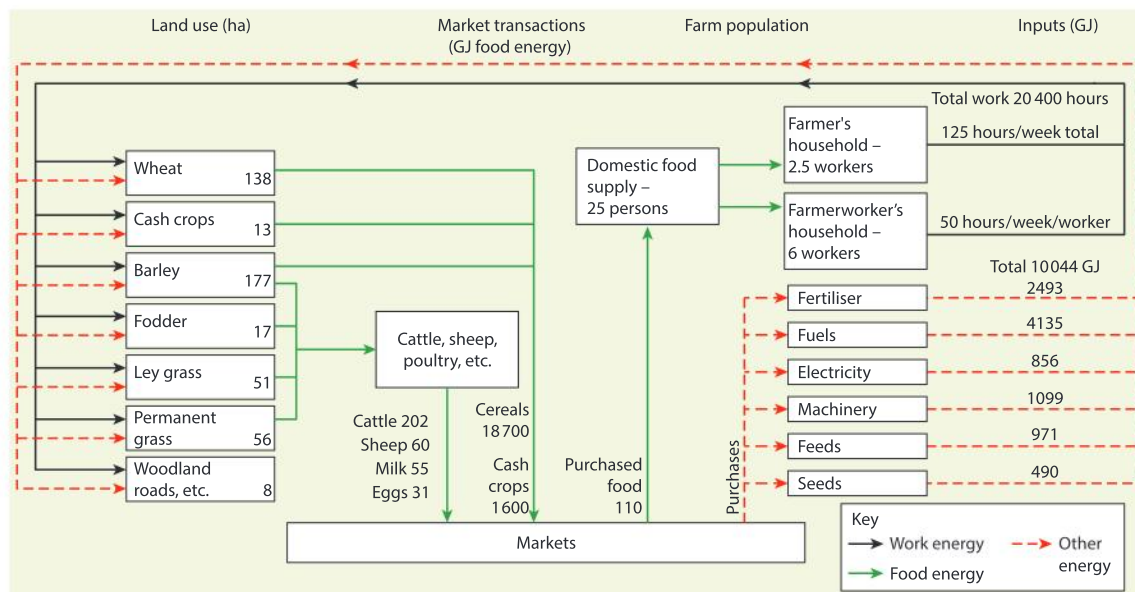 Land use (ha)
Market transactions
(GJ food energy)
Farm population
Inputs (GJ)
Total work 20 400 hours
125 hours/week total
50 hours/week/worker
Farmer's
household –
2.5 workers
Farmerworker's
household –
6 workers
Domestic food
supply –
25 persons
Wheat
138
Cash crops
13
Barley
177
Fodder
17
Ley grass
51
Permanent
grass
56
Woodland
roads, etc.
8
Cattle, sheep,
poultry, etc.
Cattle 202
Sheep 60
Milk 55
Eggs 31
Cereals
18 700
Cash
crops
1600
Purchased
food
110
Purchases
Total 10 044 GJ
Fertiliser
2493
Fuels
4135
Electricity
856
Machinery
1099
Feeds
971
Seeds
490
Markets
Key
Work energy
Food energy
Other
energy